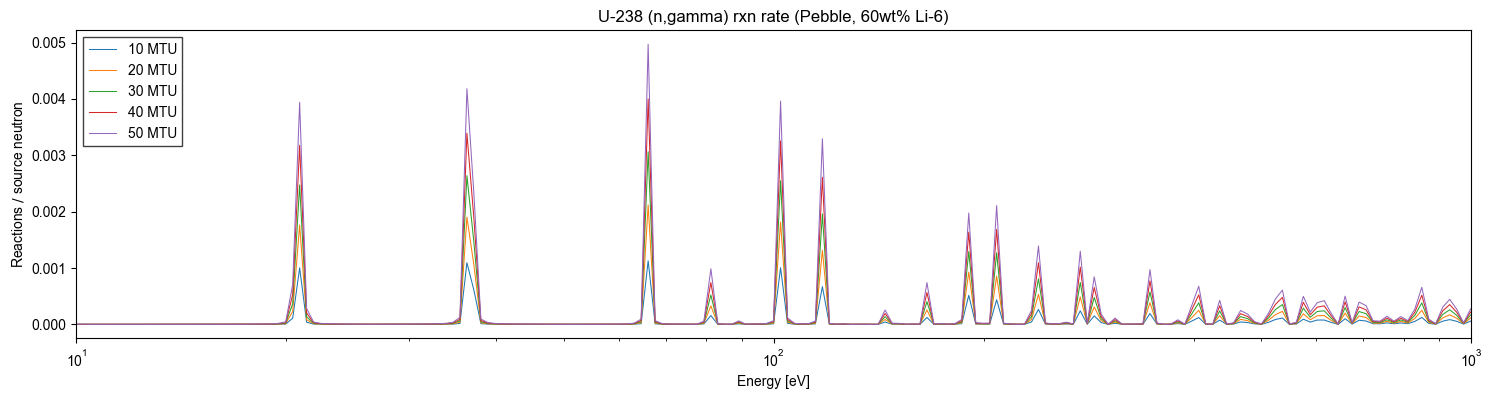 U-238 (n,gamma) rxn rate (Pebble, 60wt% Li-6)
10 MTU
20 MTU
30 MTU
40 MTU
50 MTU
Reactions / source neutron
0.005
0.004
0.003
0.002
0.001
0.000
10¹ 10² 10³
Energy [eV]